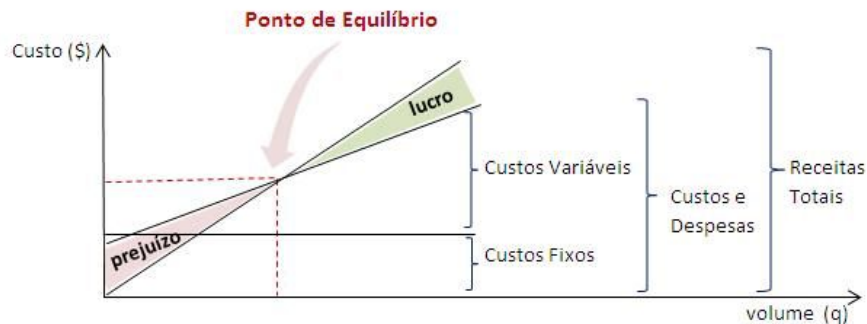 Ponto de Equilíbrio
Custo ($)
lucro
Custos Variáveis
Receitas
Totais
Custos e
Despesas
prejuízo
Custos Fixos
volume (q)